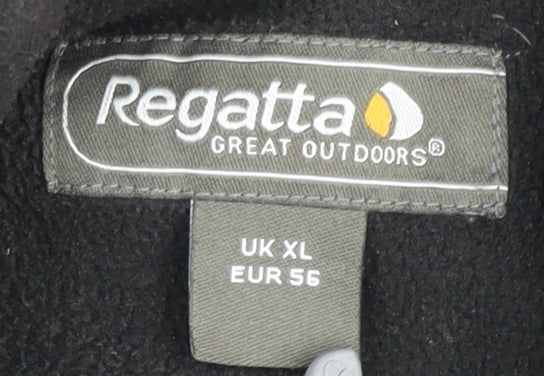 Regatta
GREAT OUTDOORS®
UK XL
EUR 56